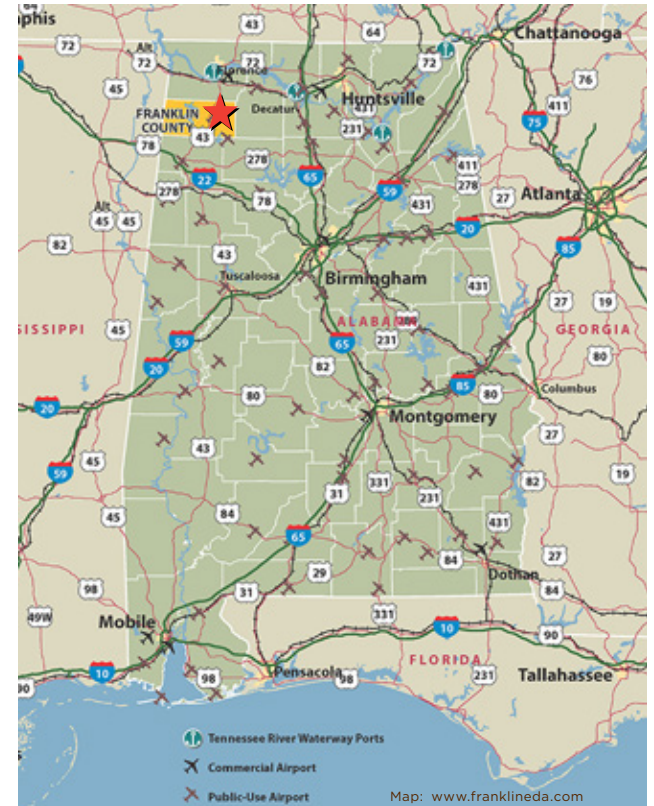 64
phis
43
64
Chattanooga
72
Alt
72
72
72
Florence
45
76
Huntsville
431
411
Decatur
FRANKLIN
COUNTY
43
231
75
78
278
411
22
65
59
278
278
78
431
27
Atlanta
Alt
45
45
20
82
43
85
Tuscaloosa
Birmingham
431
27
19
SISSIPPI
45
ALABAMA
GEORGIA
59
65
231
80
20
82
85
80
Columbus
20
80
Montgomery
27
45
43
59
331
82
19
31
231
45
84
431
65
27
98
29
84
Dothan
84
31
49W
Mobile
331
10
90
FLORIDA
10
98
Pensacola
98
231
Tallahassee
90
Tennessee River Waterway Ports
Commercial Airport
Public-Use Airport
Map: www.franklineda.com